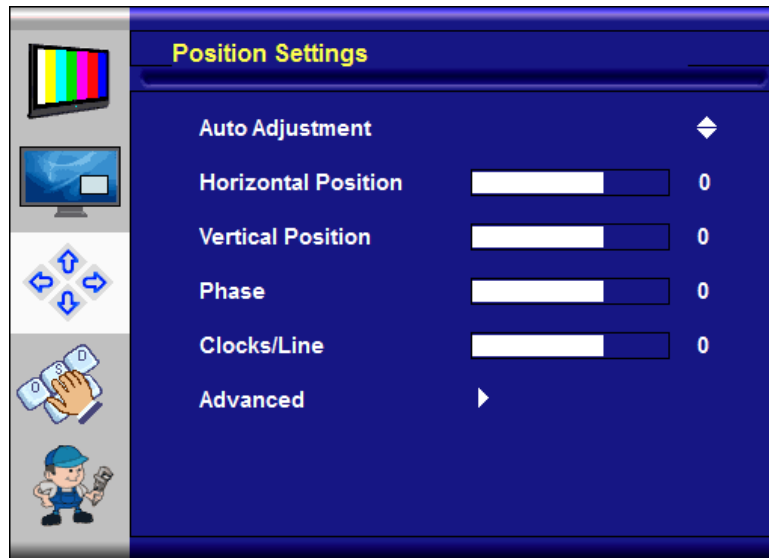 Position Settings
Auto Adjustment
Horizontal Position 0
Vertical Position 0
Phase 0
Clocks/Line 0
O S D
Advanced